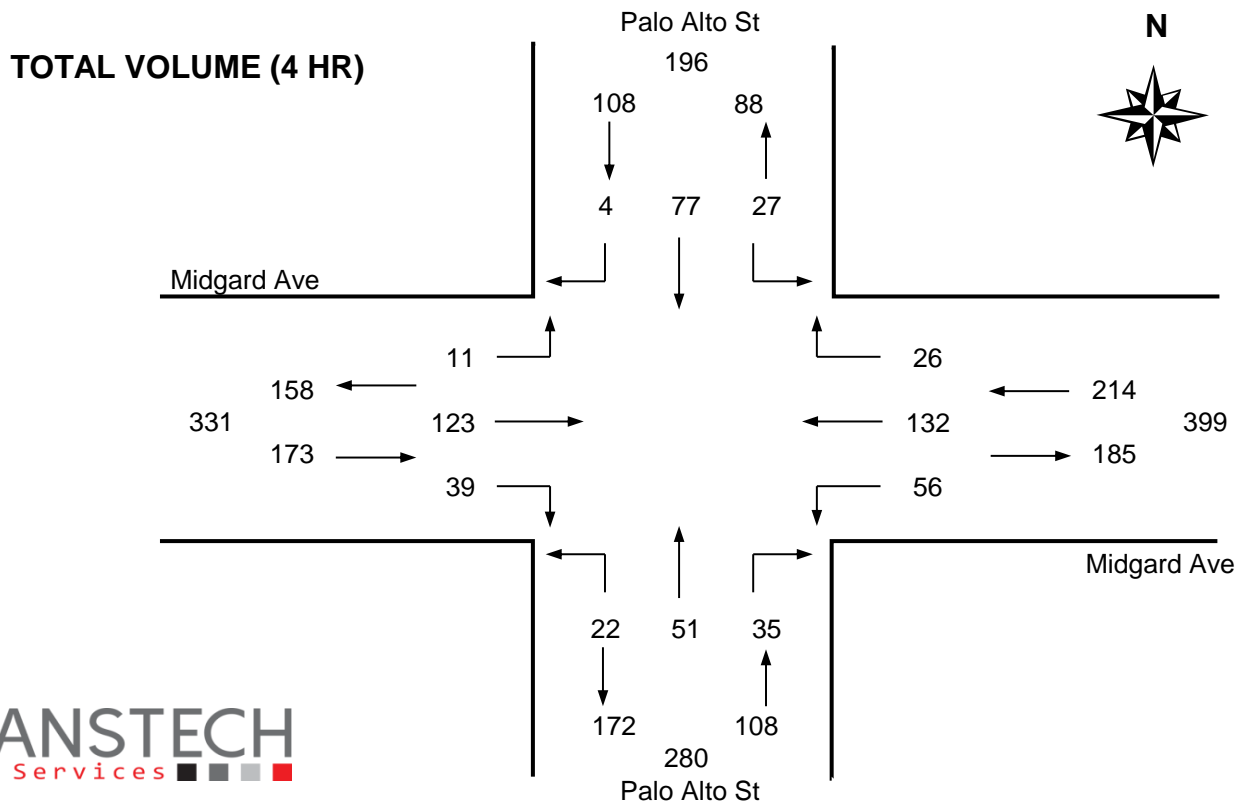 Palo Alto St
N
TOTAL VOLUME (4 HR)
196
108 88
4 77 27
Midgard Ave
11 26
158 214
331 123 132 399
173 185
39 56
Midgard Ave
22 51 35
172 108
280
Palo Alto St
ANSTECH
Services